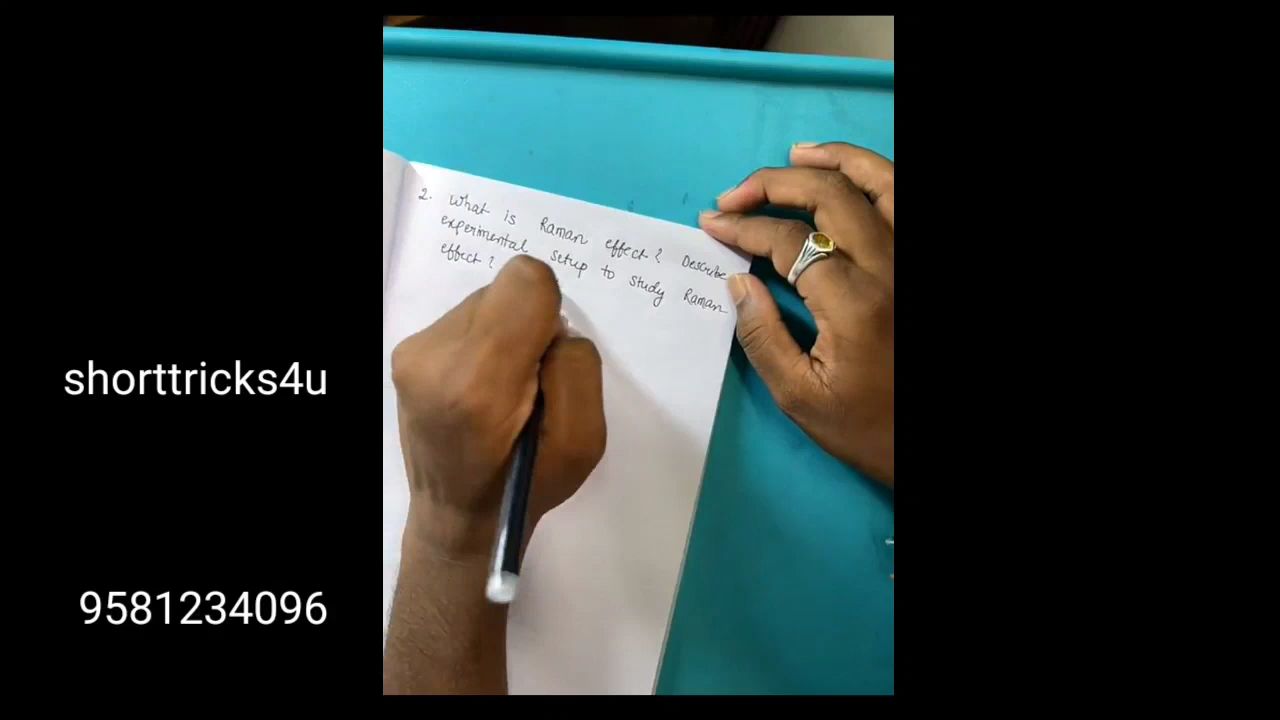 2. What is Raman effect? Describe
experimental setup to study Raman
effect?
shorttricks4u
9581234096